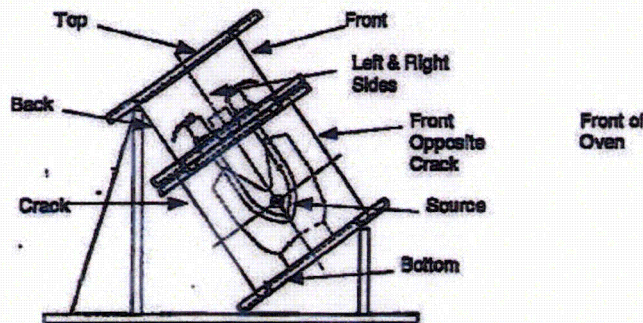 Top
Front
Left & Right
Sides
Back
Front
Opposite
Crack
Front of
Oven
Crack
Source
Bottom